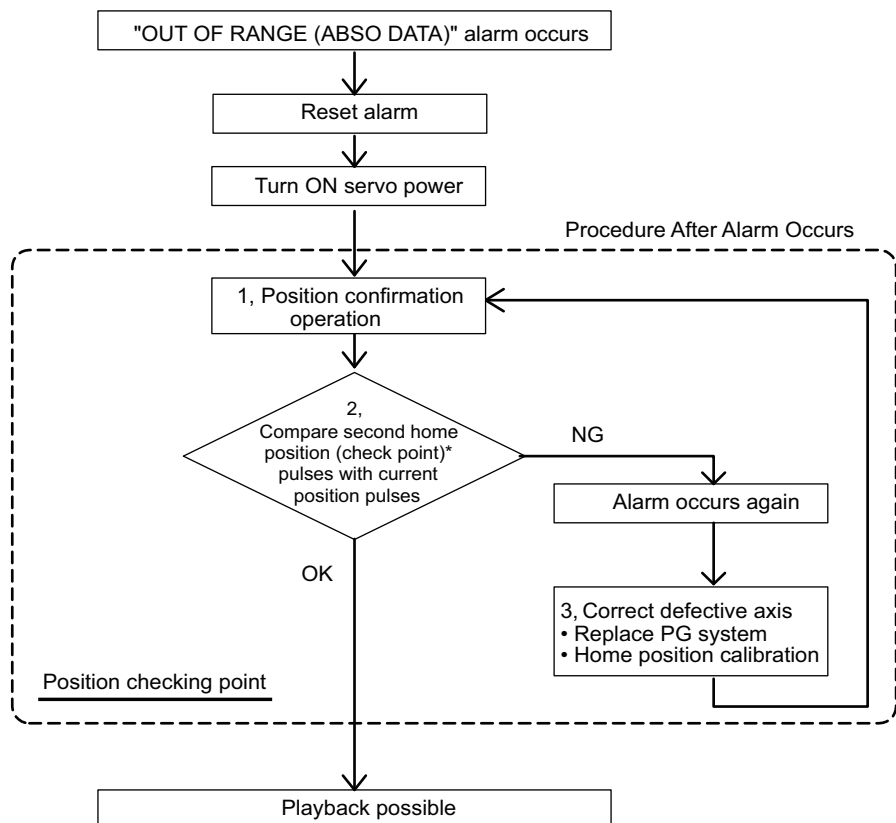 "OUT OF RANGE (ABSO DATA)" alarm occurs
Reset alarm
Turn ON servo power
Procedure After Alarm Occurs
1, Position confirmation
operation
2,
Compare second home
position (check point)*
pulses with current
position pulses
NG
Alarm occurs again
OK
3, Correct defective axis
• Replace PG system
• Home position calibration
Position checking point
Playback possible